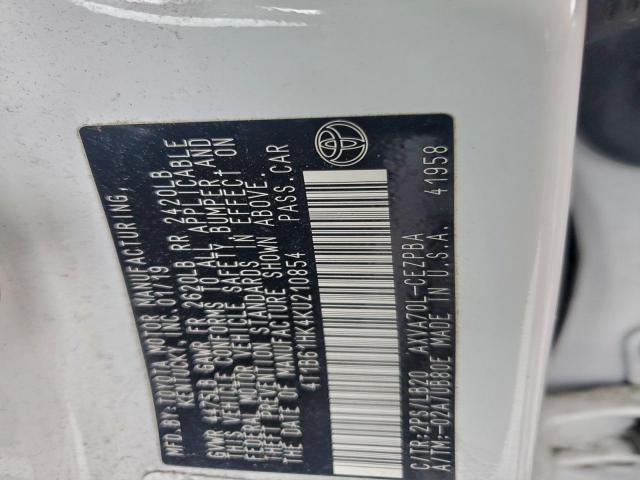 MFD.BY:TOYOTA MOTOR MANUFACTURING,
KENTUCKY, INC. 01/19
GVWR 4475LB GAWR FR 2620LB RR 2420LB
THIS VEHICLE CONFORMS TO ALL APPLICABLE
FEDERAL MOTOR VEHICLE SAFETY, BUMPER, AND
THEFT PREVENTION STANDARDS IN EFFECT ON
THE DATE OF MANUFACTURE SHOWN ABOVE.
4T1B61HK4KU210854 PASS.CAR
C/TR:2PS/LB20 AXVA70L-CEZPBA
A/TM:-02A/UB80E MADE IN U.S.A. 41958